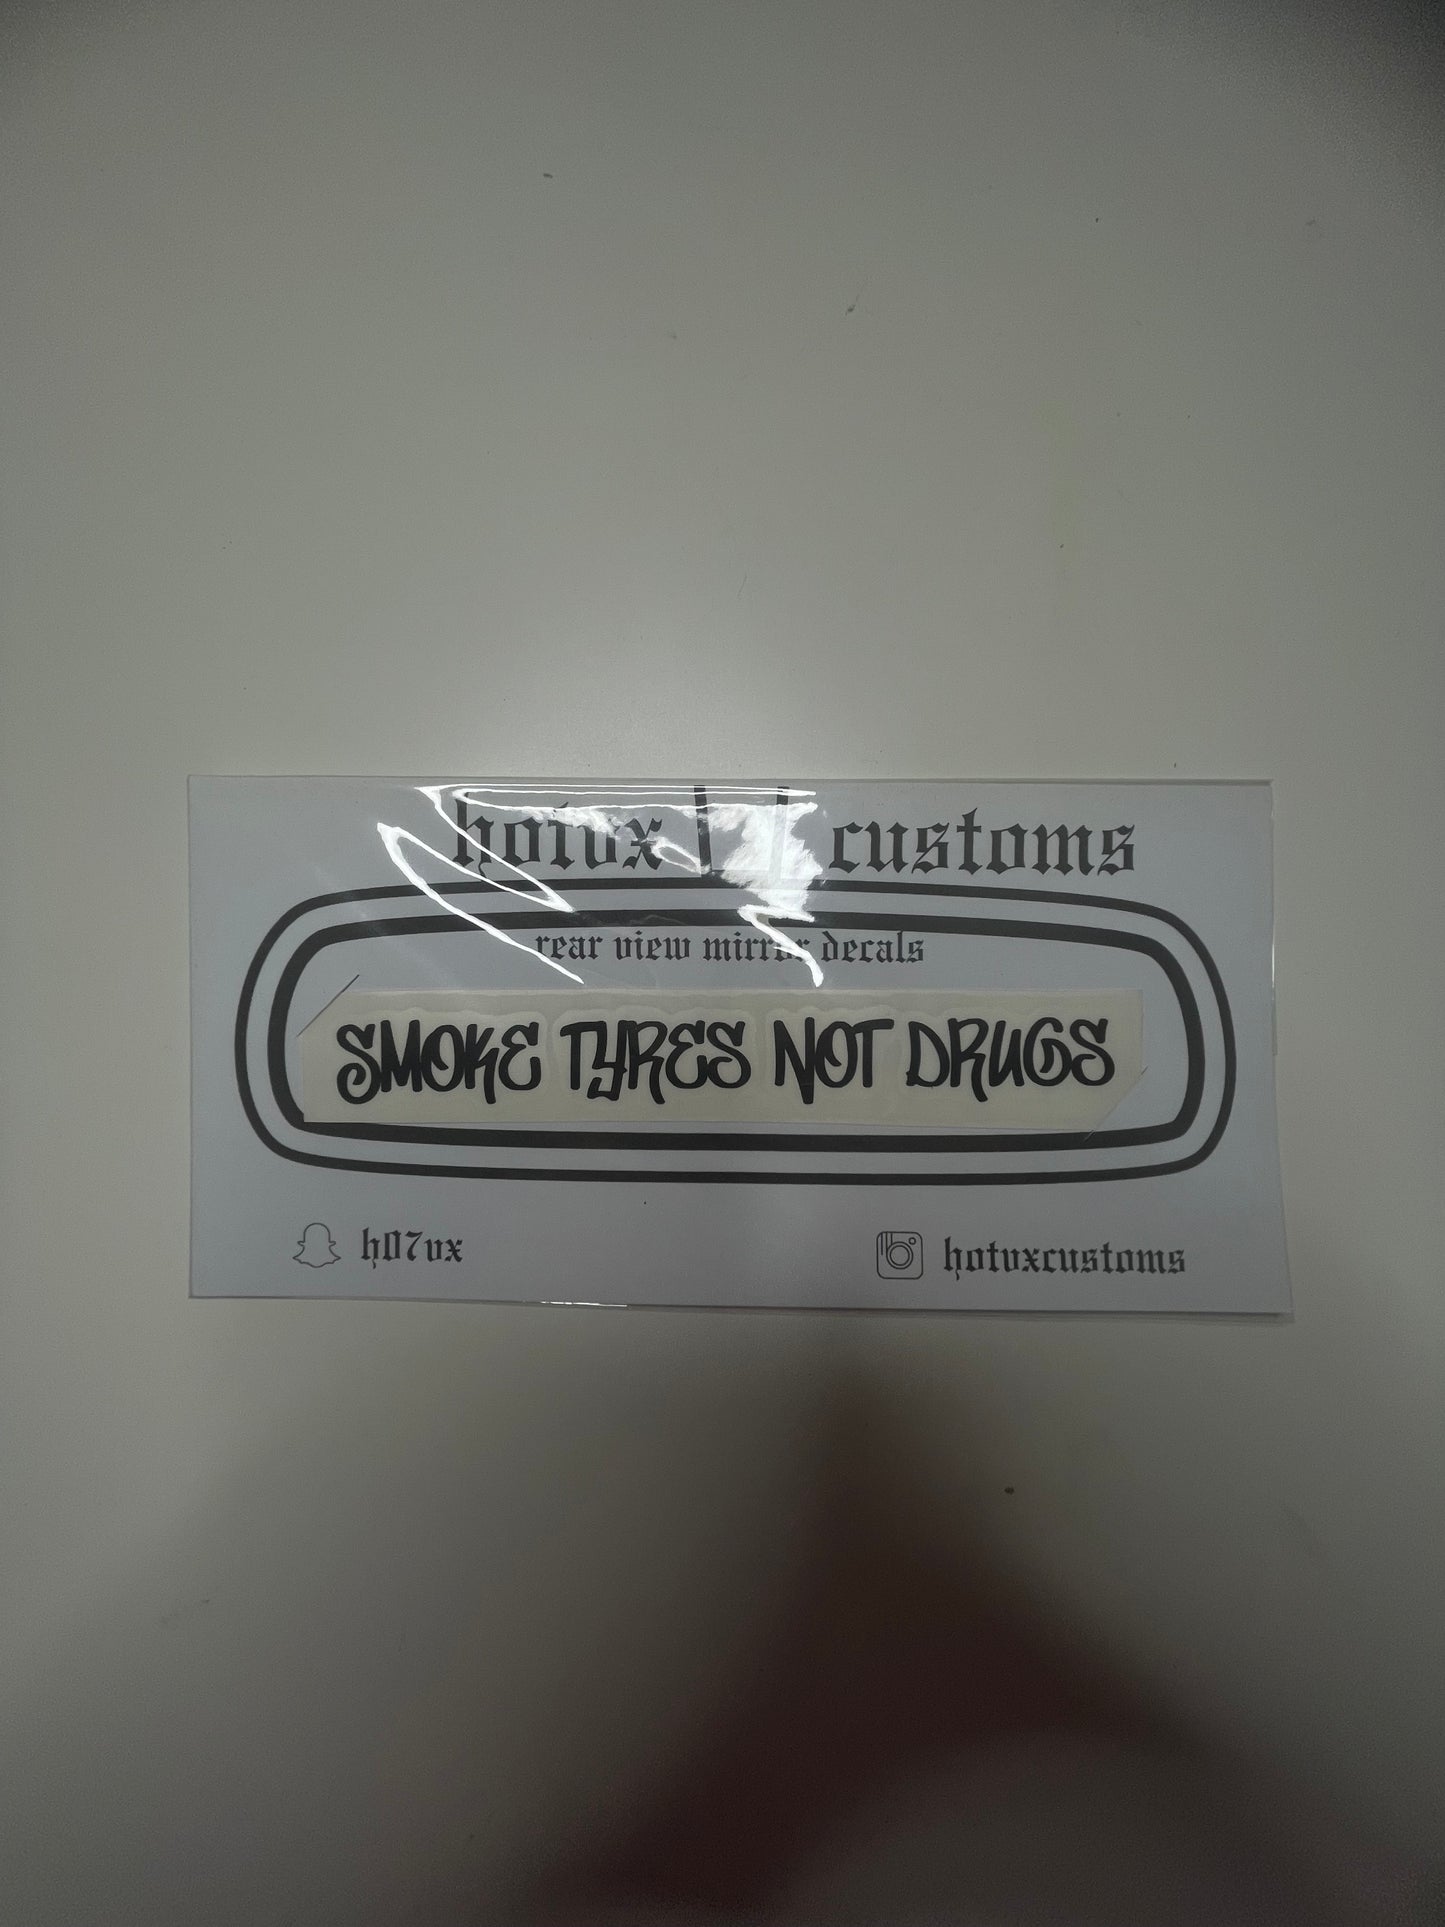 hotvx customs
rear view mirror decals
SMOKE TYRES NOT DRUGS
h07vx
hotvxcustoms